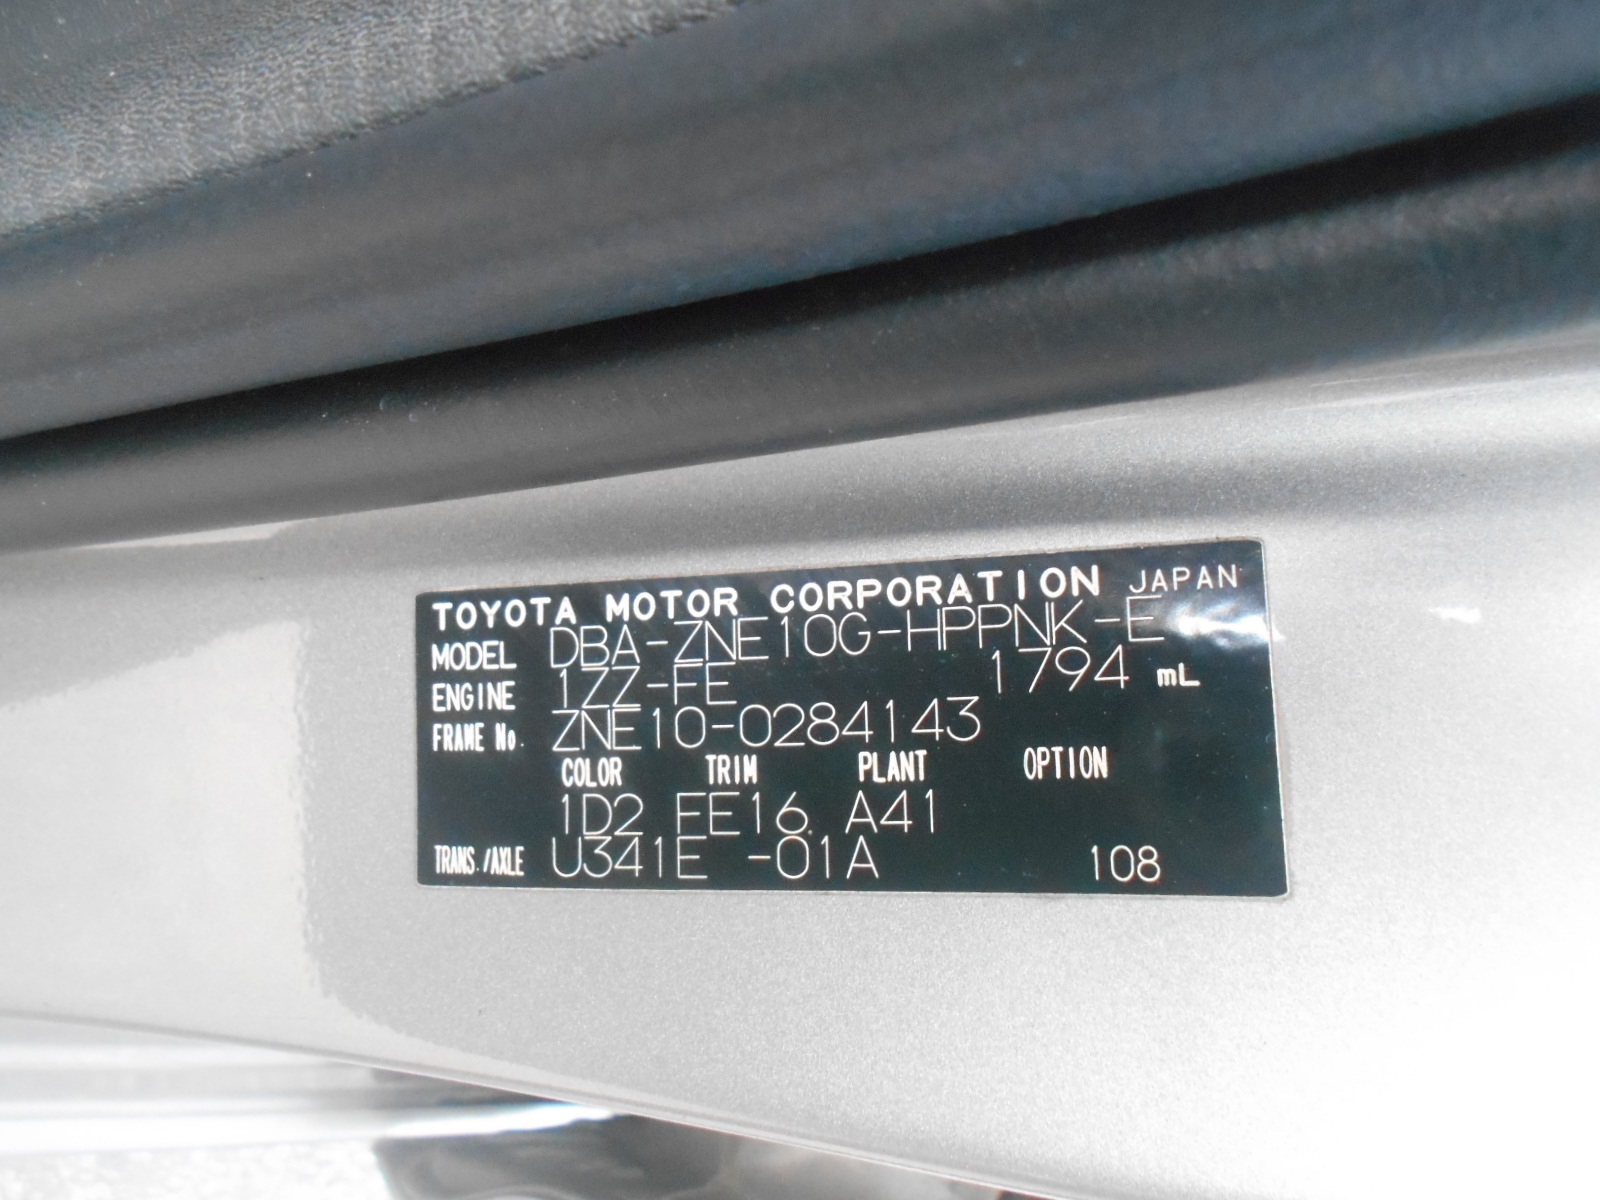 TOYOTA MOTOR CORPORATION JAPAN
MODEL DBA-ZNE10G-HPPNK-E
ENGINE 1ZZ-FE 1794 mL
FRAME No. ZNE10-0284143
COLOR TRIM PLANT OPTION
1D2 FE16 A41
TRANS./AXLE U341E -01A 108